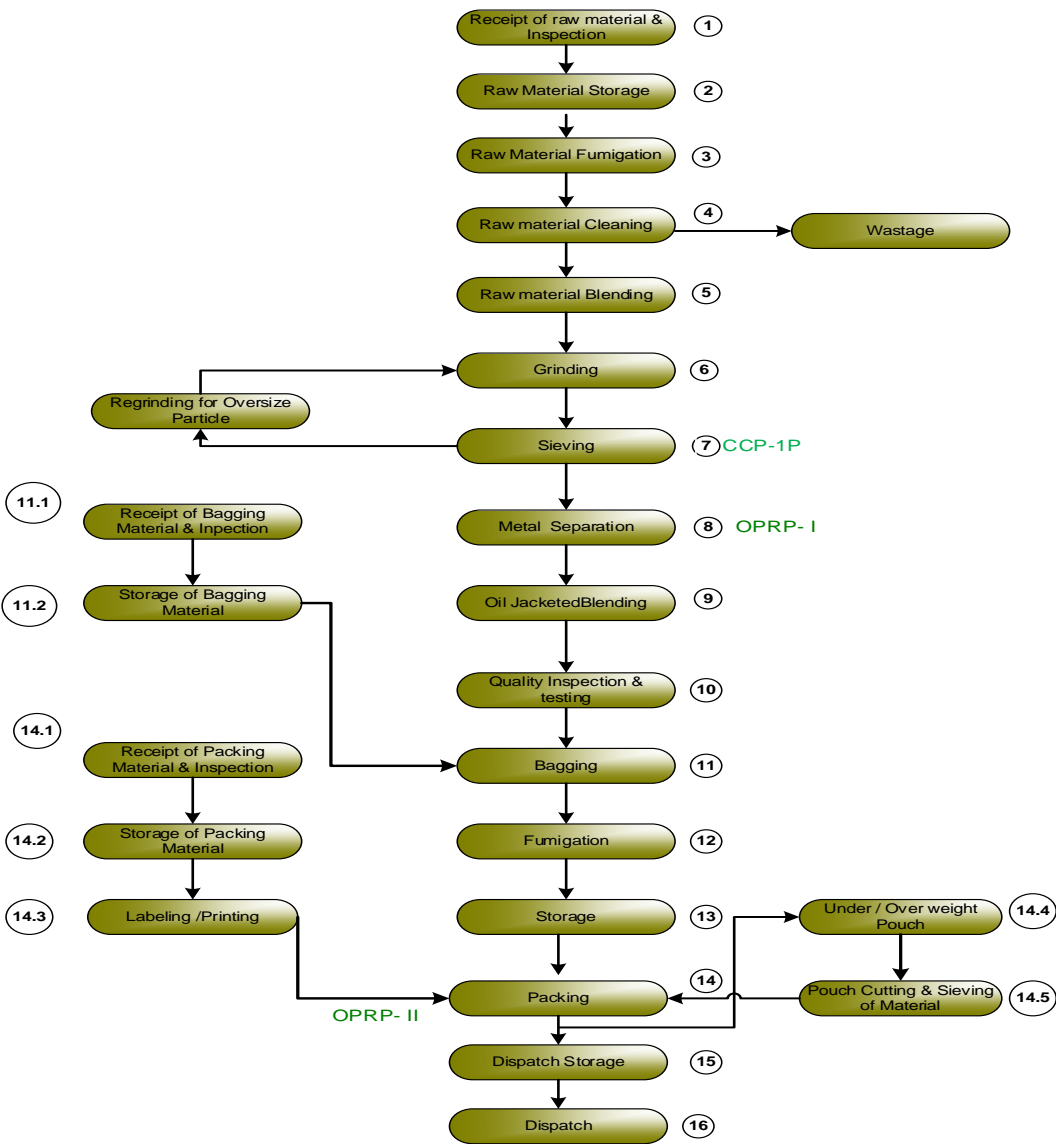 Receipt of raw material &
Inspection
1
Raw Material Storage
2
Raw Material Fumigation
3
Raw material Cleaning
4
Wastage
Raw material Blending
5
Grinding
6
Regrinding for Oversize
Particle
Sieving
7
CCP-1P
11.1
Receipt of Bagging
Material & Inpection
Metal Separation
8
OPRP- I
11.2
Storage of Bagging
Material
Oil JacketedBlending
9
Quality Inspection &
testing
10
14.1
Receipt of Packing
Material & Inspection
Bagging
11
14.2
Storage of Packing
Material
Fumigation
12
14.3
Labeling /Printing
Storage
13
Under / Over weight
Pouch
14.4
OPRP- II
Packing
14
Pouch Cutting & Sieving
of Material
14.5
Dispatch Storage
15
Dispatch
16